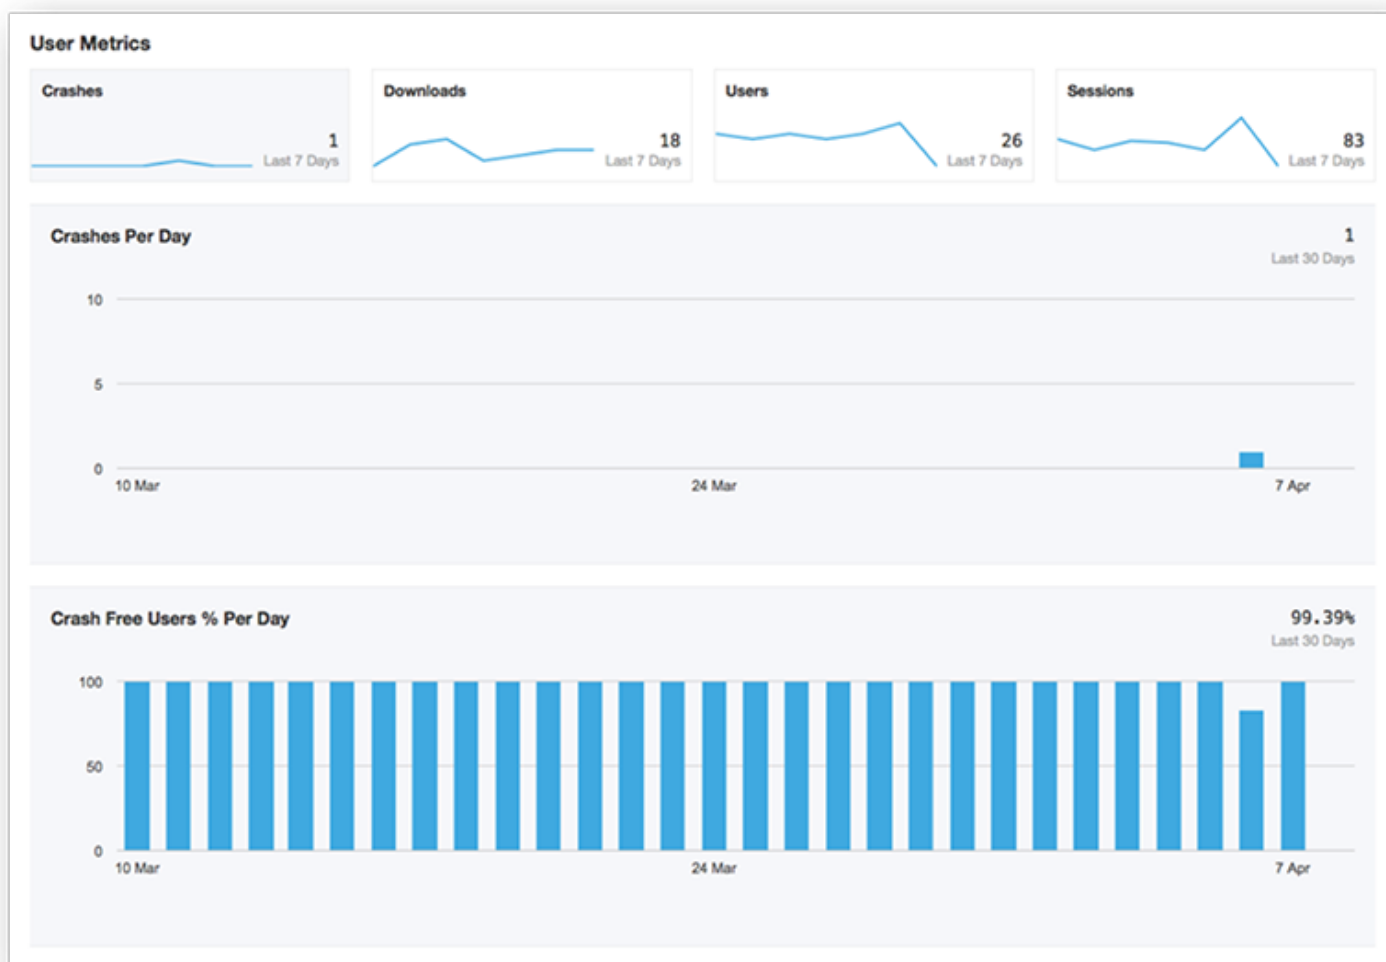 User Metrics
Crashes
1
Last 7 Days
Downloads
18
Last 7 Days
Users
26
Last 7 Days
Sessions
83
Last 7 Days
Crashes Per Day
1
Last 30 Days
10
5
0
10 Mar 24 Mar 7 Apr
Crash Free Users % Per Day
99.39%
Last 30 Days
100
50
0
10 Mar 24 Mar 7 Apr